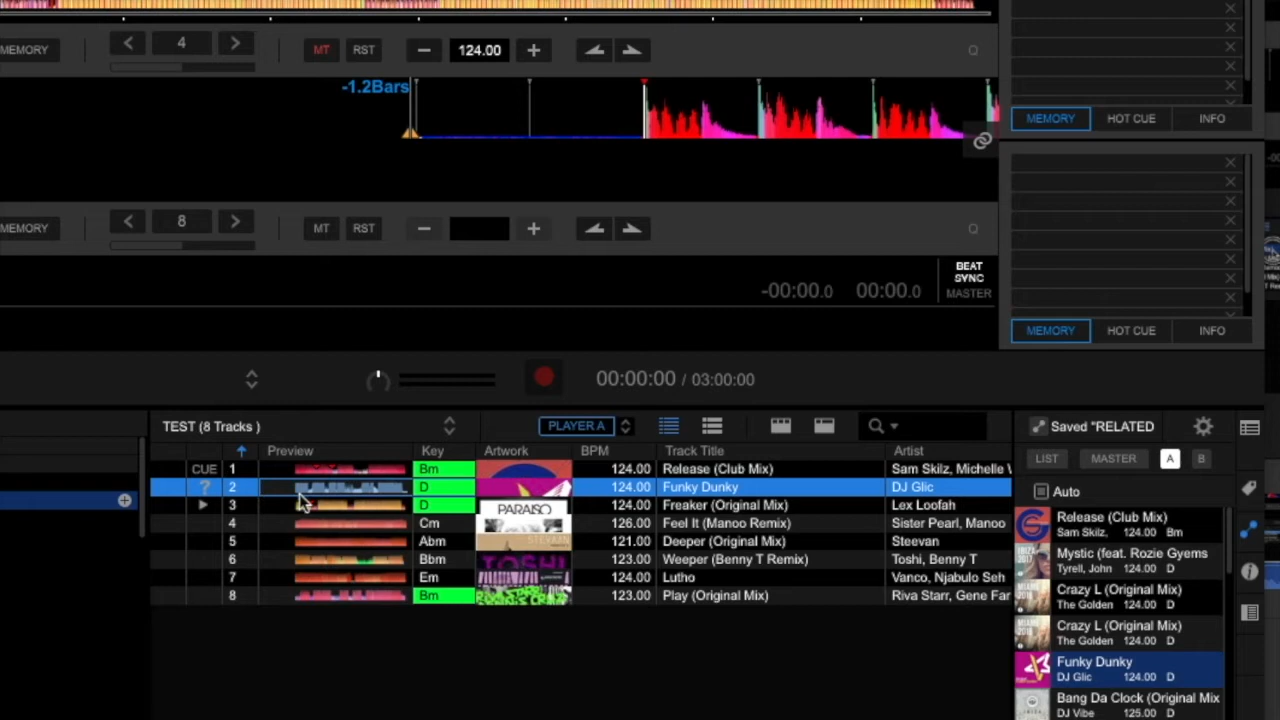 MEMORY < 4 > MT RST − 124.00 + Q
-1.2Bars
MEMORY HOT CUE INFO
MEMORY < 8 > MT RST − + Q
-00:00.0 00:00.0 BEAT SYNC MASTER
MEMORY HOT CUE INFO
00:00:00 / 03:00:00
TEST (8 Tracks ) PLAYER A
Preview Key Artwork BPM Track Title Artist
CUE 1 Bm 124.00 Release (Club Mix) Sam Skilz, Michelle
? 2 D 124.00 Funky Dunky DJ Glic
3 D PARAISO 124.00 Freaker (Original Mix) Lex Loofah
4 Cm 126.00 Feel It (Manoo Remix) Sister Pearl, Manoo
5 Abm STEEVAN 121.00 Deeper (Original Mix) Steevan
6 Bbm TOSHI 123.00 Weeper (Benny T Remix) Toshi, Benny T
7 Em 124.00 Lutho Vanco, Njabulo Seh
8 Bm 123.00 Play (Original Mix) Riva Starr, Gene Far
Saved "RELATED
LIST MASTER A B
Auto
Release (Club Mix)
Sam Skilz, 124.00 Bm
Mystic (feat. Rozie Gyems
Tyrell, John 124.00 D
Crazy L (Original Mix)
The Golden 124.00 D
Crazy L (Original Mix)
The Golden 124.00 D
Funky Dunky
DJ Glic 124.00 D
Bang Da Clock (Original Mix
DJ Vibe 125.00 D